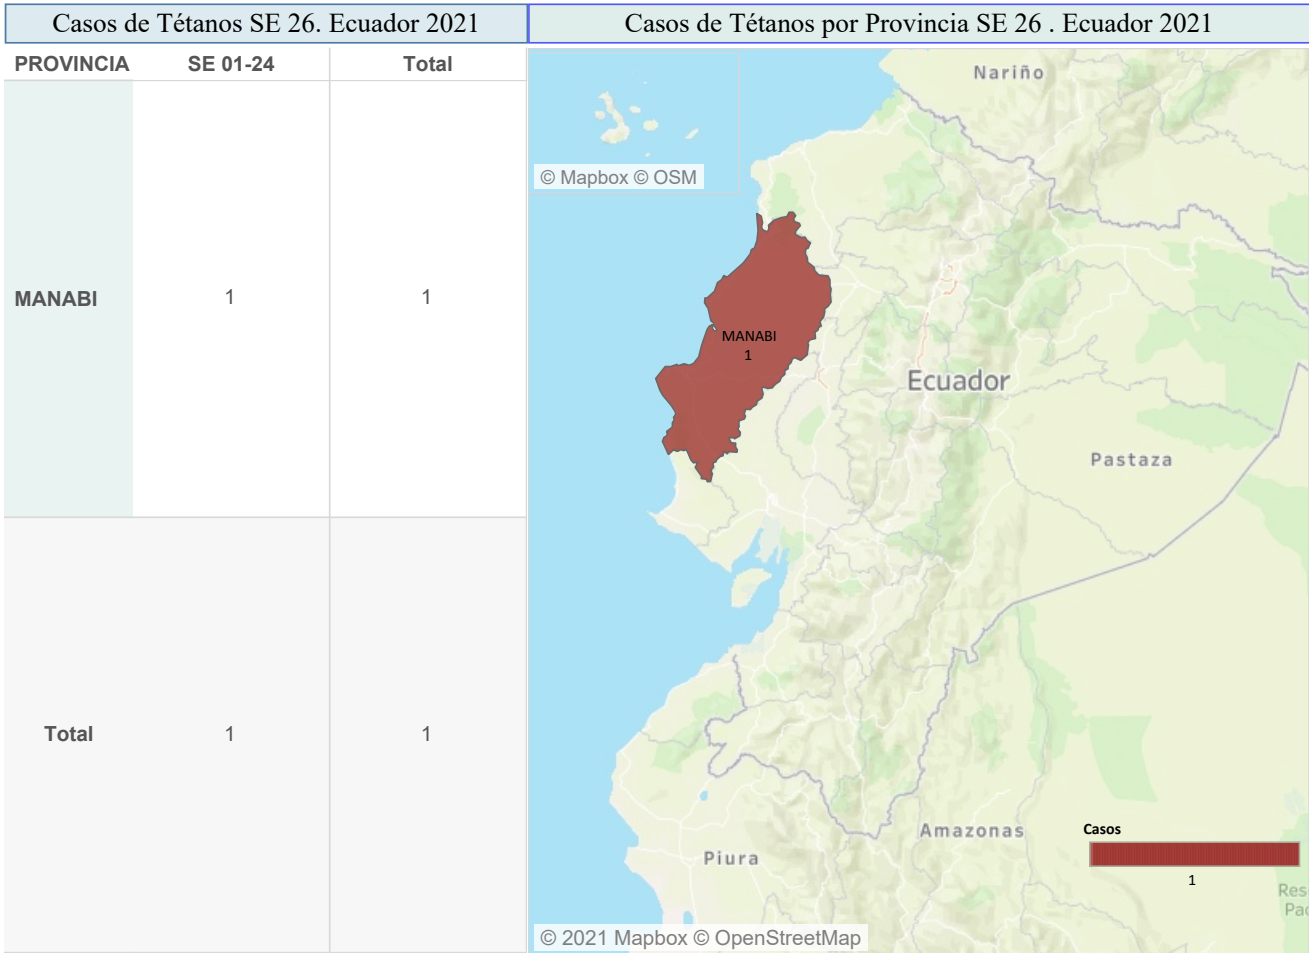 Casos de Tétanos SE 26. Ecuador 2021
PROVINCIA SE 01-24 Total
MANABI 1 1
Total 1 1
Casos de Tétanos por Provincia SE 26 . Ecuador 2021
Nariño
© Mapbox © OSM
MANABI
1
Ecuador
Pastaza
Amazonas
Piura
Casos
1
© 2021 Mapbox © OpenStreetMap